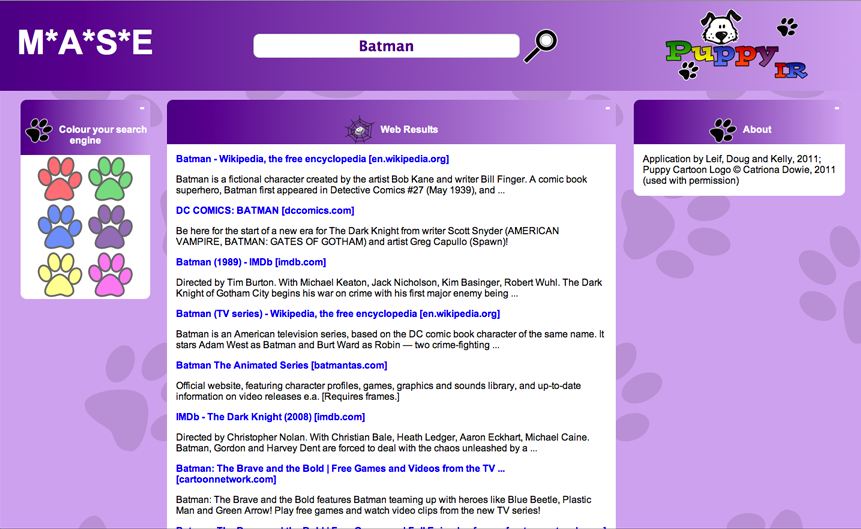 M*A*S*E
Batman
Puppy
IR
Colour your search
engine
Web Results
Batman - Wikipedia, the free encyclopedia [en.wikipedia.org]
Batman is a fictional character created by the artist Bob Kane and writer Bill Finger. A comic book
superhero, Batman first appeared in Detective Comics #27 (May 1939), and ...
DC COMICS: BATMAN [dccomics.com]
Be here for the start of a new era for The Dark Knight from writer Scott Snyder (AMERICAN
VAMPIRE, BATMAN: GATES OF GOTHAM) and artist Greg Capullo (Spawn)!
Batman (1989) - IMDb [imdb.com]
Directed by Tim Burton. With Michael Keaton, Jack Nicholson, Kim Basinger, Robert Wuhl. The Dark
Knight of Gotham City begins his war on crime with his first major enemy being ...
Batman (TV series) - Wikipedia, the free encyclopedia [en.wikipedia.org]
Batman is an American television series, based on the DC comic book character of the same name. It
stars Adam West as Batman and Burt Ward as Robin — two crime-fighting ...
Batman The Animated Series [batmantas.com]
Official website, featuring character profiles, games, graphics and sounds library, and up-to-date
information on video releases e.a. [Requires frames.]
IMDb - The Dark Knight (2008) [imdb.com]
Directed by Christopher Nolan. With Christian Bale, Heath Ledger, Aaron Eckhart, Michael Caine.
Batman, Gordon and Harvey Dent are forced to deal with the chaos unleashed by a ...
Batman: The Brave and the Bold | Free Games and Videos from the TV ...
[cartoonnetwork.com]
Batman: The Brave and the Bold features Batman teaming up with heroes like Blue Beetle, Plastic
Man and Green Arrow! Play free games and watch video clips from the new TV series!
About
Application by Leif, Doug and Kelly, 2011;
Puppy Cartoon Logo © Catriona Dowie, 2011
(used with permission)